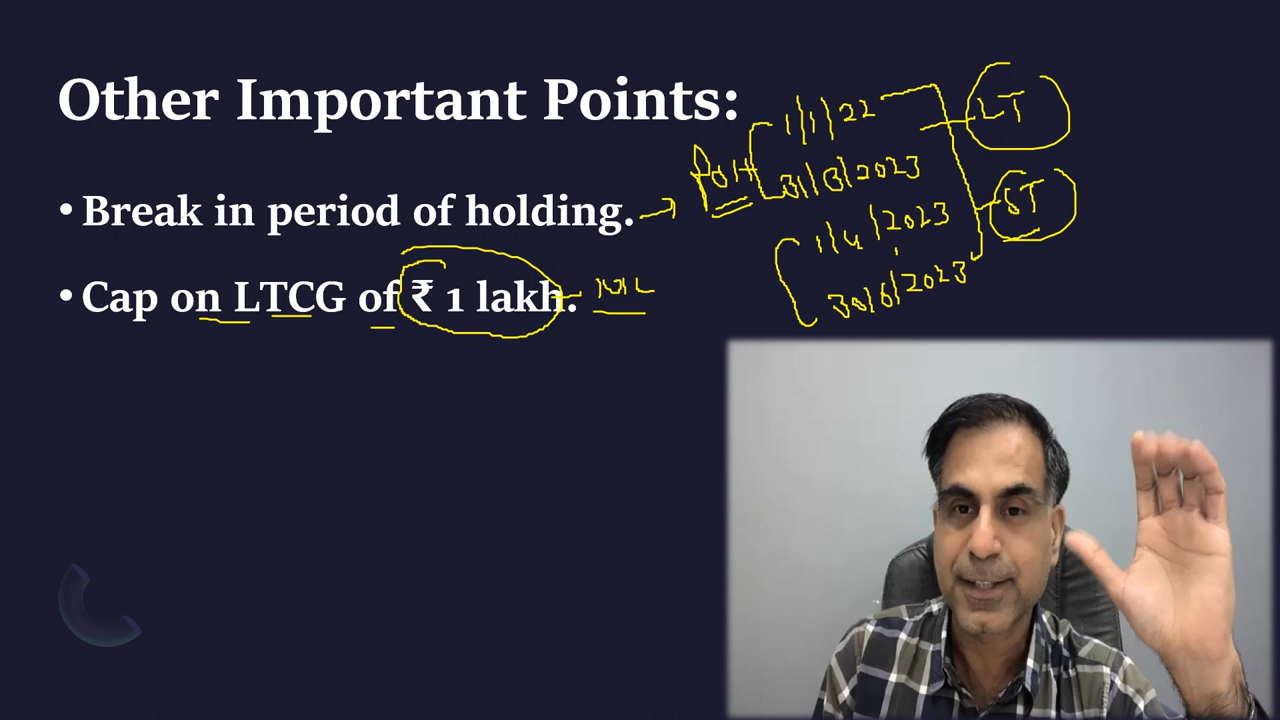 Other Important Points:
• Break in period of holding. →
• Cap on LTCG of ₹ 1 lakh. - NIL
PoH
1/1/22
31/3/2023
1/4/2023
30/6/2023
LT
ST